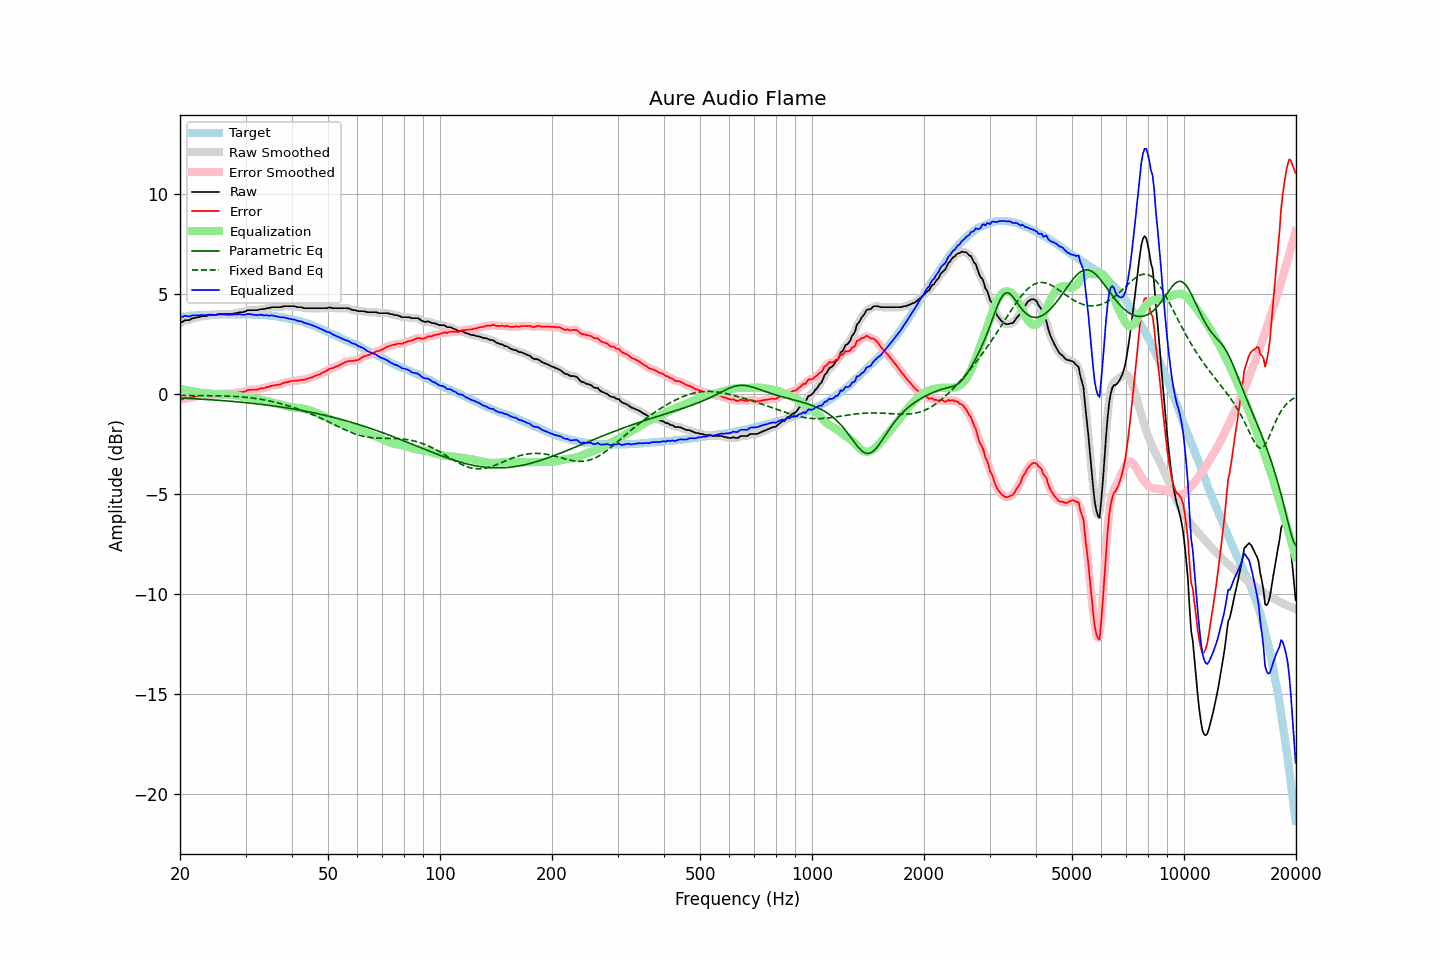 Aure Audio Flame
Target
Raw Smoothed
Error Smoothed
Raw
Error
Equalization
Parametric Eq
Fixed Band Eq
Equalized
10
5
0
−5
−10
−15
−20
Amplitude (dBr)
20
50
100
200
500
1000
2000
5000
10000
20000
Frequency (Hz)